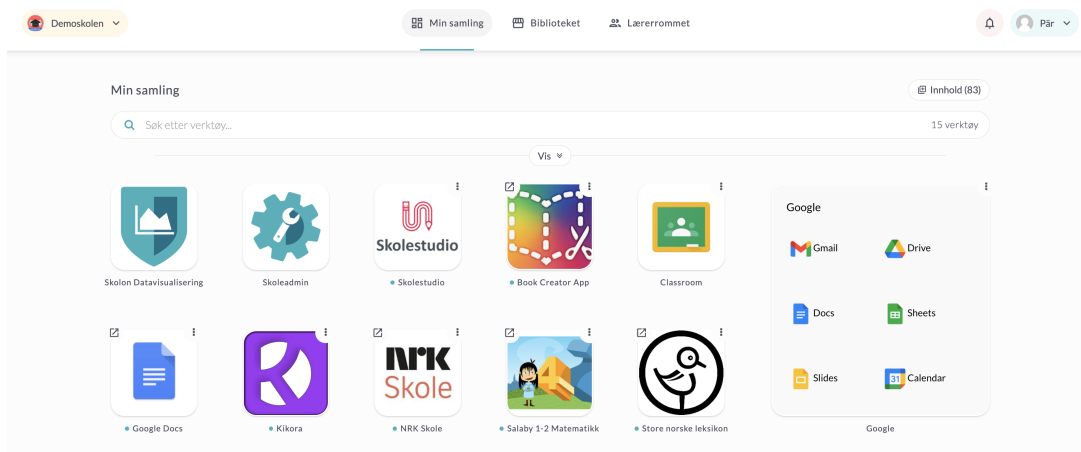 Demoskolen
Min samling
Biblioteket
Lærerrommet
Pär
Min samling
Innhold (83)
Søk etter verktøy...
15 verktøy
Vis
Skolestudio
Google
Gmail
Drive
Docs
Sheets
Slides
31
Calendar
Skolon Datavisualisering
Skoleadmin
Skolestudio
Book Creator App
Classroom
K
NRK
Skole
4
Google Docs
Kikora
NRK Skole
Salaby 1-2 Matematikk
Store norske leksikon
Google